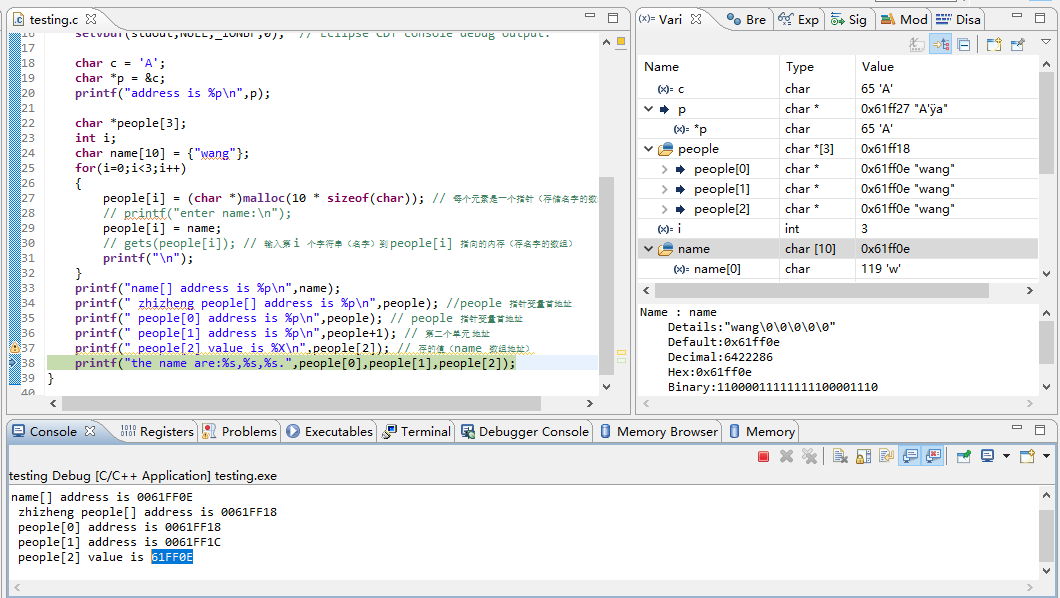 testing.c
(x)= Vari
Bre
Exp
Sig
Mod
Disa
16 setvbuf(stdout,NULL,_IONBF,0); // Eclipse CDT console debug output.
17
18 char c = 'A';
19 char *p = &c;
20 printf("address is %p\n",p);
21
22 char *people[3];
23 int i;
24 char name[10] = {"wang"};
25 for(i=0;i<3;i++)
26 {
27 people[i] = (char *)malloc(10 * sizeof(char)); // 每个元素是一个指针（存储名字的数
28 // printf("enter name:\n");
29 people[i] = name;
30 // gets(people[i]); // 输入第i 个字符串（名字）到people[i] 指向的内存（存名字的数组）
31 printf("\n");
32 }
33 printf("name[] address is %p\n",name);
34 printf(" zhizheng people[] address is %p\n",people); //people 指针变量首地址
35 printf(" people[0] address is %p\n",people); // people 指针变量首地址
36 printf(" people[1] address is %p\n",people+1); // 第二个单元地址
37 printf(" people[2] value is %X\n",people[2]); // 存的值（name 数组地址）
38 printf("the name are:%s,%s,%s.",people[0],people[1],people[2]);
39 }
40
Name Type Value
(x)= c char 65 'A'
p char * 0x61ff27 "A'ÿa"
(x)= *p char 65 'A'
people char *[3] 0x61ff18
people[0] char * 0x61ff0e "wang"
people[1] char * 0x61ff0e "wang"
people[2] char * 0x61ff0e "wang"
(x)= i int 3
name char [10] 0x61ff0e
(x)= name[0] char 119 'w'
Name : name
Details:"wang\0\0\0\0\0"
Default:0x61ff0e
Decimal:6422286
Hex:0x61ff0e
Binary:11000011111111100001110
Console
Registers
Problems
Executables
Terminal
Debugger Console
Memory Browser
Memory
testing Debug [C/C++ Application] testing.exe
name[] address is 0061FF0E
zhizheng people[] address is 0061FF18
people[0] address is 0061FF18
people[1] address is 0061FF1C
people[2] value is 61FF0E